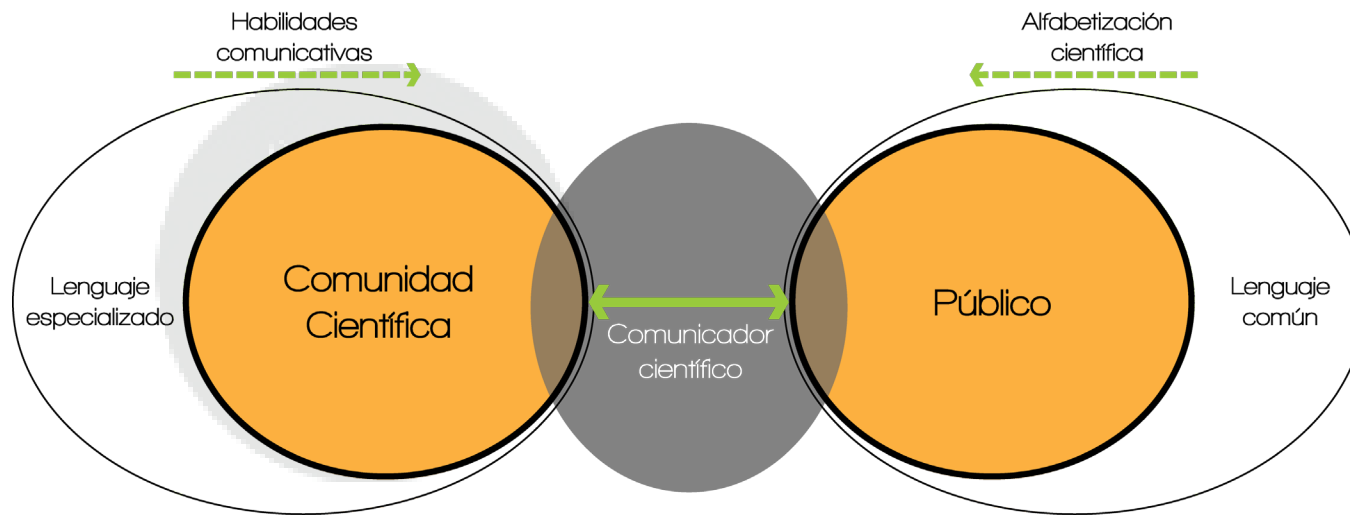 Habilidades
comunicativas
Alfabetización
científica
Lenguaje
especializado
Comunidad
Científica
Comunicador
científico
Público
Lenguaje
común